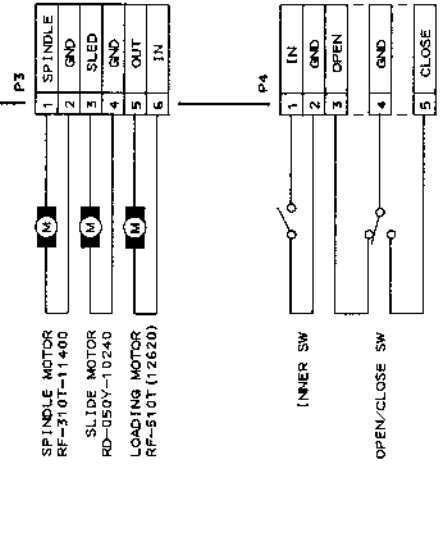 P3
1 SPINDLE
2 GND
3 SLED
4 GND
5 OUT
6 IN
M
M
M
SPINDLE MOTOR
RF-310T-11400
SLIDE MOTOR
RD-050Y-10240
LOADING MOTOR
RF-510T (12620)
P4
1 IN
2 GND
3 OPEN
4 GND
5 CLOSE
INNER SW
OPEN/CLOSE SW